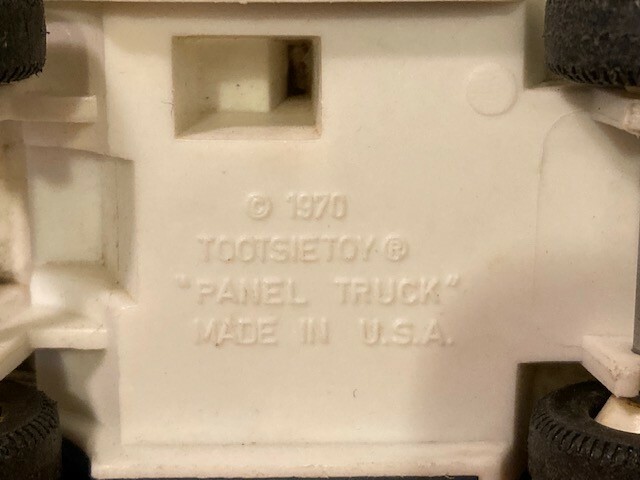 © 1970
TOOTSIETOY®
"PANEL TRUCK"
MADE IN U.S.A.